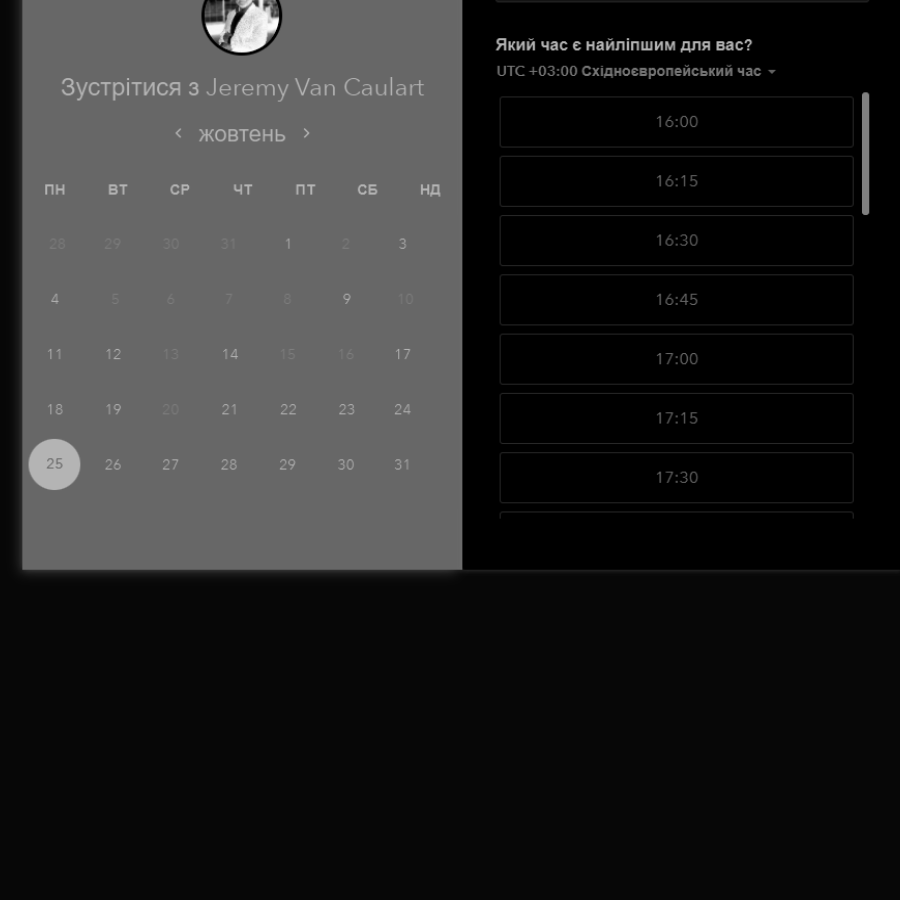 Зустрітися з Jeremy Van Caulart
жовтень
ПН ВТ СР ЧТ ПТ СБ НД
28 29 30 31 1 2 3
4 5 6 7 8 9 10
11 12 13 14 15 16 17
18 19 20 21 22 23 24
25 26 27 28 29 30 31
Який час є найліпшим для вас?
UTC +03:00 Східноєвропейський час
16:00
16:15
16:30
16:45
17:00
17:15
17:30